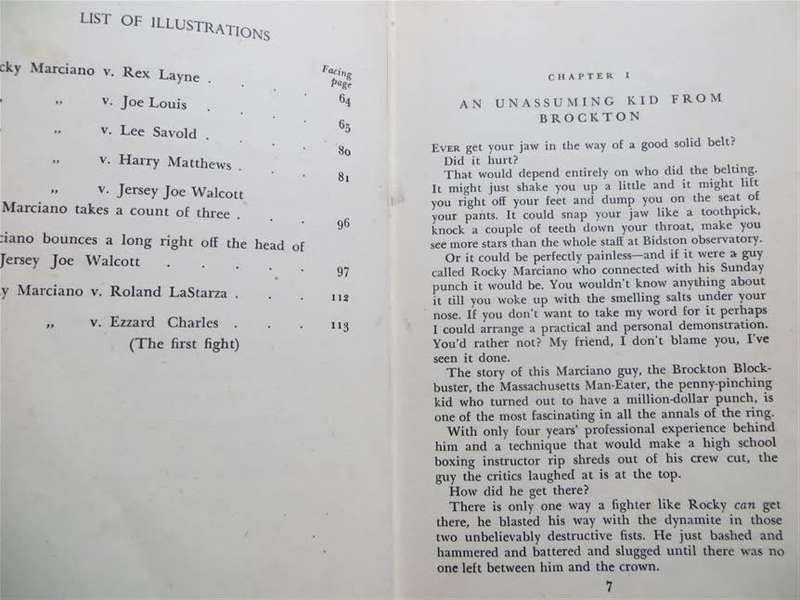 LIST OF ILLUSTRATIONS
Facing
page
cky Marciano v. Rex Layne . . . . 64
„ v. Joe Louis . . . . 65
„ v. Lee Savold . . . . 80
„ v. Harry Matthews . . . 81
„ v. Jersey Joe Walcott
Marciano takes a count of three . . . 96
ciano bounces a long right off the head of
Jersey Joe Walcott . . . . . 97
y Marciano v. Roland LaStarza . . . 112
„ v. Ezzard Charles . . . 113
(The first fight)
CHAPTER I
AN UNASSUMING KID FROM
BROCKTON
EVER get your jaw in the way of a good solid belt?
Did it hurt?
That would depend entirely on who did the belting.
It might just shake you up a little and it might lift
you right off your feet and dump you on the seat of
your pants. It could snap your jaw like a toothpick,
knock a couple of teeth down your throat, make you
see more stars than the whole staff at Bidston observatory.
Or it could be perfectly painless—and if it were a guy
called Rocky Marciano who connected with his Sunday
punch it would be. You wouldn't know anything about
it till you woke up with the smelling salts under your
nose. If you don't want to take my word for it perhaps
I could arrange a practical and personal demonstration.
You'd rather not? My friend, I don't blame you, I've
seen it done.
The story of this Marciano guy, the Brockton Block-
buster, the Massachusetts Man-Eater, the penny-pinching
kid who turned out to have a million-dollar punch, is
one of the most fascinating in all the annals of the ring.
With only four years' professional experience behind
him and a technique that would make a high school
boxing instructor rip shreds out of his crew cut, the
guy the critics laughed at is at the top.
How did he get there?
There is only one way a fighter like Rocky can get
there, he blasted his way with the dynamite in those
two unbelievably destructive fists. He just bashed and
hammered and battered and slugged until there was no
one left between him and the crown.
7